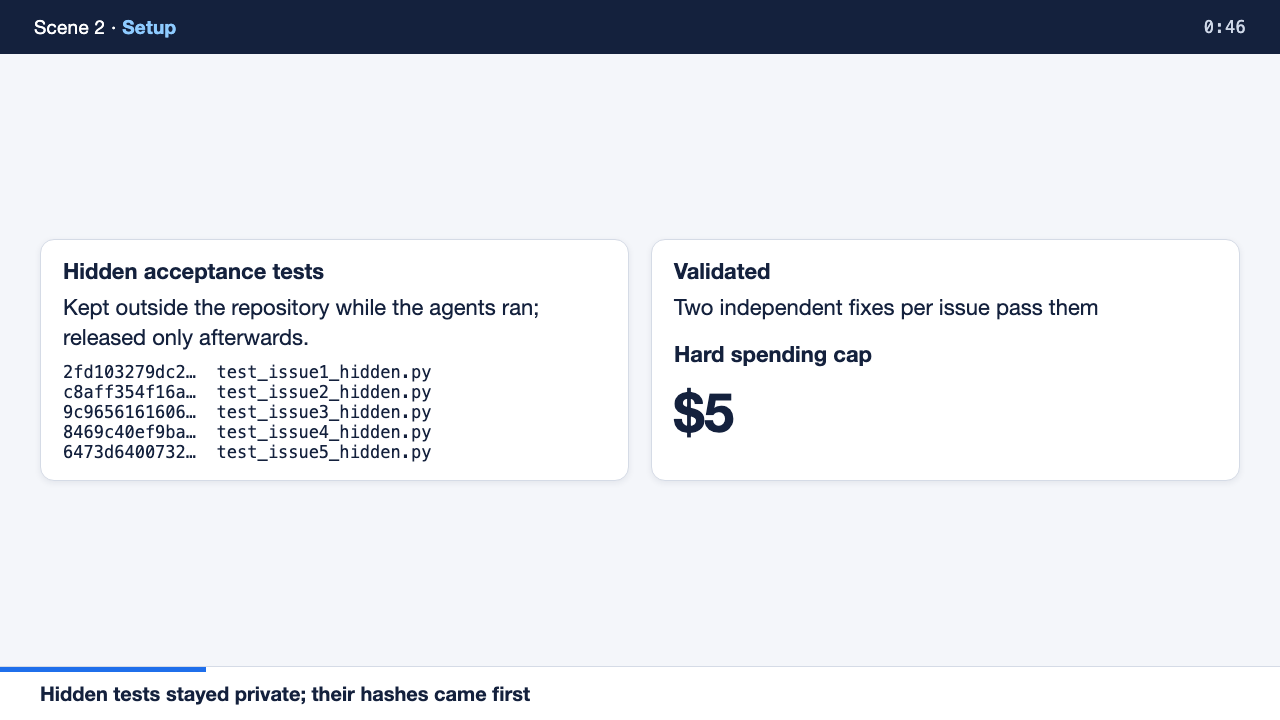 Scene 2 · Setup
0:46
Hidden acceptance tests
Kept outside the repository while the agents ran;
released only afterwards.
2fd103279dc2… test_issue1_hidden.py
c8aff354f16a… test_issue2_hidden.py
9c9656161606… test_issue3_hidden.py
8469c40ef9ba… test_issue4_hidden.py
6473d6400732… test_issue5_hidden.py
Validated
Two independent fixes per issue pass them
Hard spending cap
$5
Hidden tests stayed private; their hashes came first